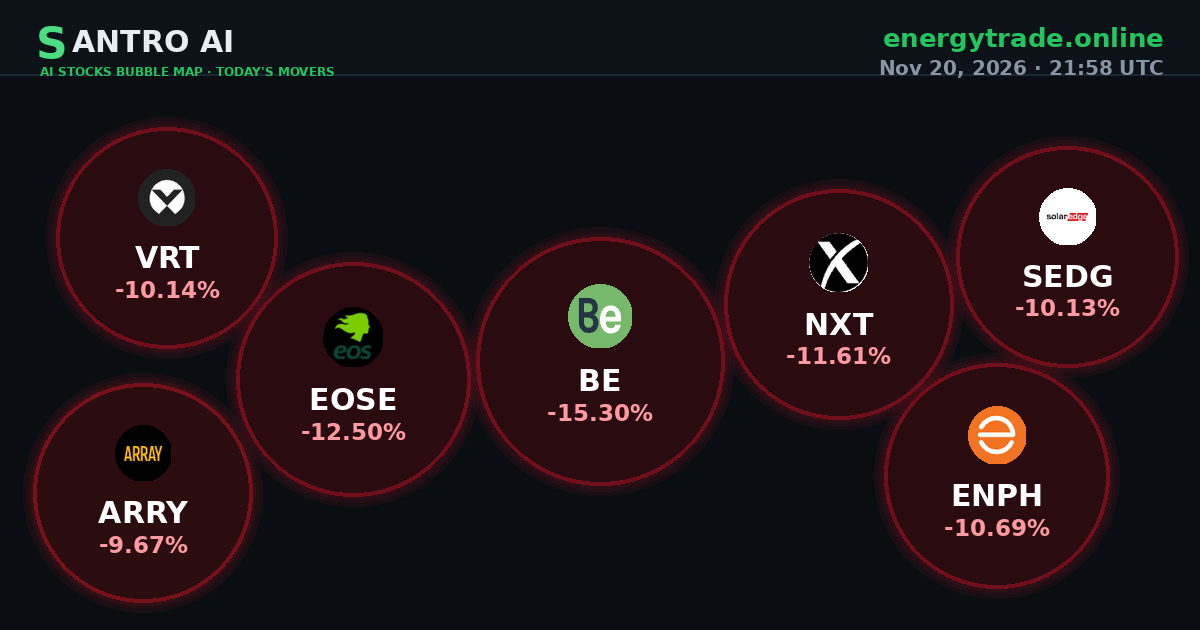 SANTRO AI
AI STOCKS BUBBLE MAP · TODAY'S MOVERS
energytrade.online
Nov 20, 2026 · 21:58 UTC
VRT
-10.14%
eos
EOSE
-12.50%
Be
BE
-15.30%
NXT
-11.61%
solaredge
SEDG
-10.13%
ARRAY
ARRY
-9.67%
ENPH
-10.69%